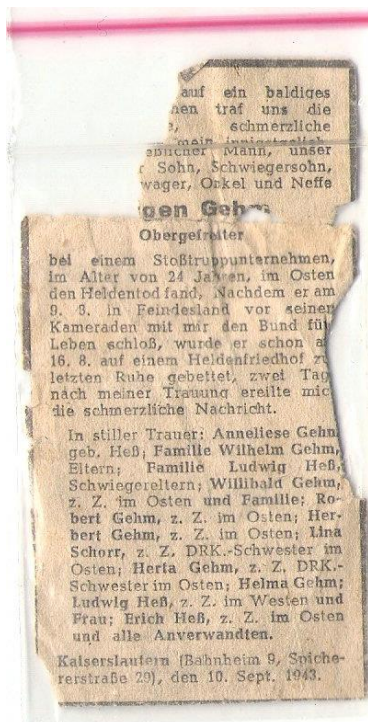 auf ein baldiges
traf uns die
schmerzliche
mein innigstgelieb-
blicher Mann, unser
Sohn, Schwiegersohn,
wager, Onkel und Neffe
gen Gehm
Obergefreiter
bei einem Stoßtruppunternehmen,
im Alter von 24 Jahren, im Osten
den Heldentod fand. Nachdem er am
9. 8. in Feindesland vor seinen
Kameraden mit mir den Bund für
Leben schloß, wurde er schon a
16. 8. auf einem Heldenfriedhof zu
letzten Ruhe gebettet, zwei Tag
nach meiner Trauung ereilte mic
die schmerzliche Nachricht.
In stiller Trauer: Anneliese Gehm
geb. Heß; Familie Wilhelm Gehm,
Eltern; Familie Ludwig Heß,
Schwiegereltern; Willibald Gehm,
z. Z. im Osten und Familie; Ro-
bert Gehm, z. Z. im Osten; Her-
bert Gehm, z. Z. im Osten; Lina
Schorr, z. Z. DRK.-Schwester im
Osten; Herta Gehm, z. Z. DRK.-
Schwester im Osten; Helma Gehm;
Ludwig Heß, z. Z. im Westen und
Frau; Erich Heß, z. Z. im Osten
und alle Anverwandten.
Kaiserslautern (Bahnheim 9, Spiche-
rerstraße 29), den 10. Sept. 1943.